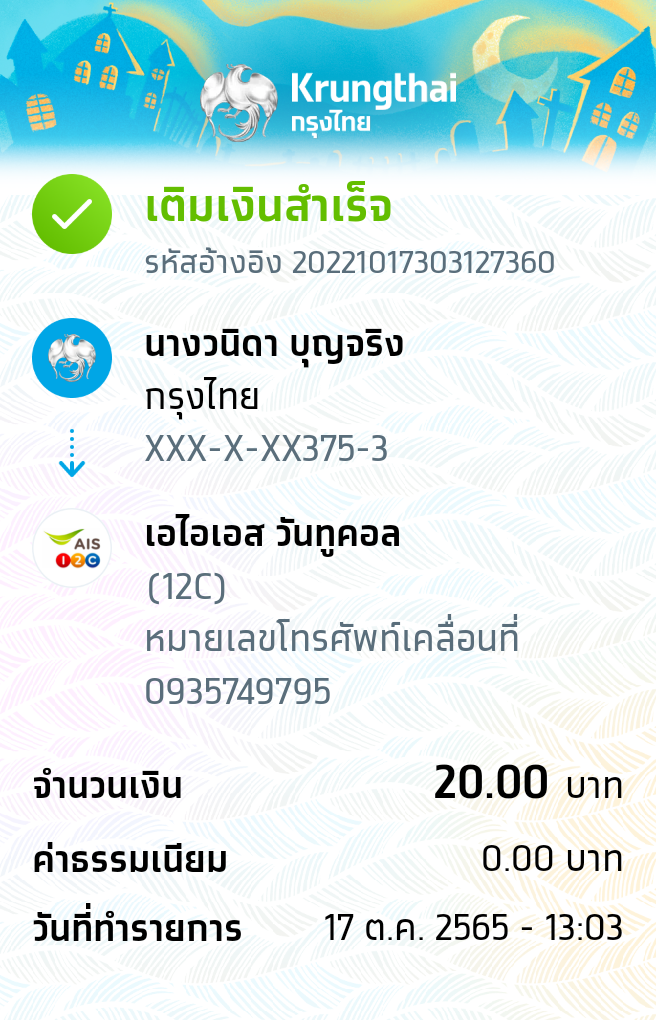 Krungthai
กรุงไทย
เติมเงินสำเร็จ
รหัสอ้างอิง 20221017303127360
นางวนิดา บุญจริง
กรุงไทย
XXX-X-XX375-3
AIS
12C
เอไอเอส วันทูคอล
(12C)
หมายเลขโทรศัพท์เคลื่อนที่
0935749795
จำนวนเงิน 20.00 บาท
ค่าธรรมเนียม 0.00 บาท
วันที่ทำรายการ 17 ต.ค. 2565 - 13:03